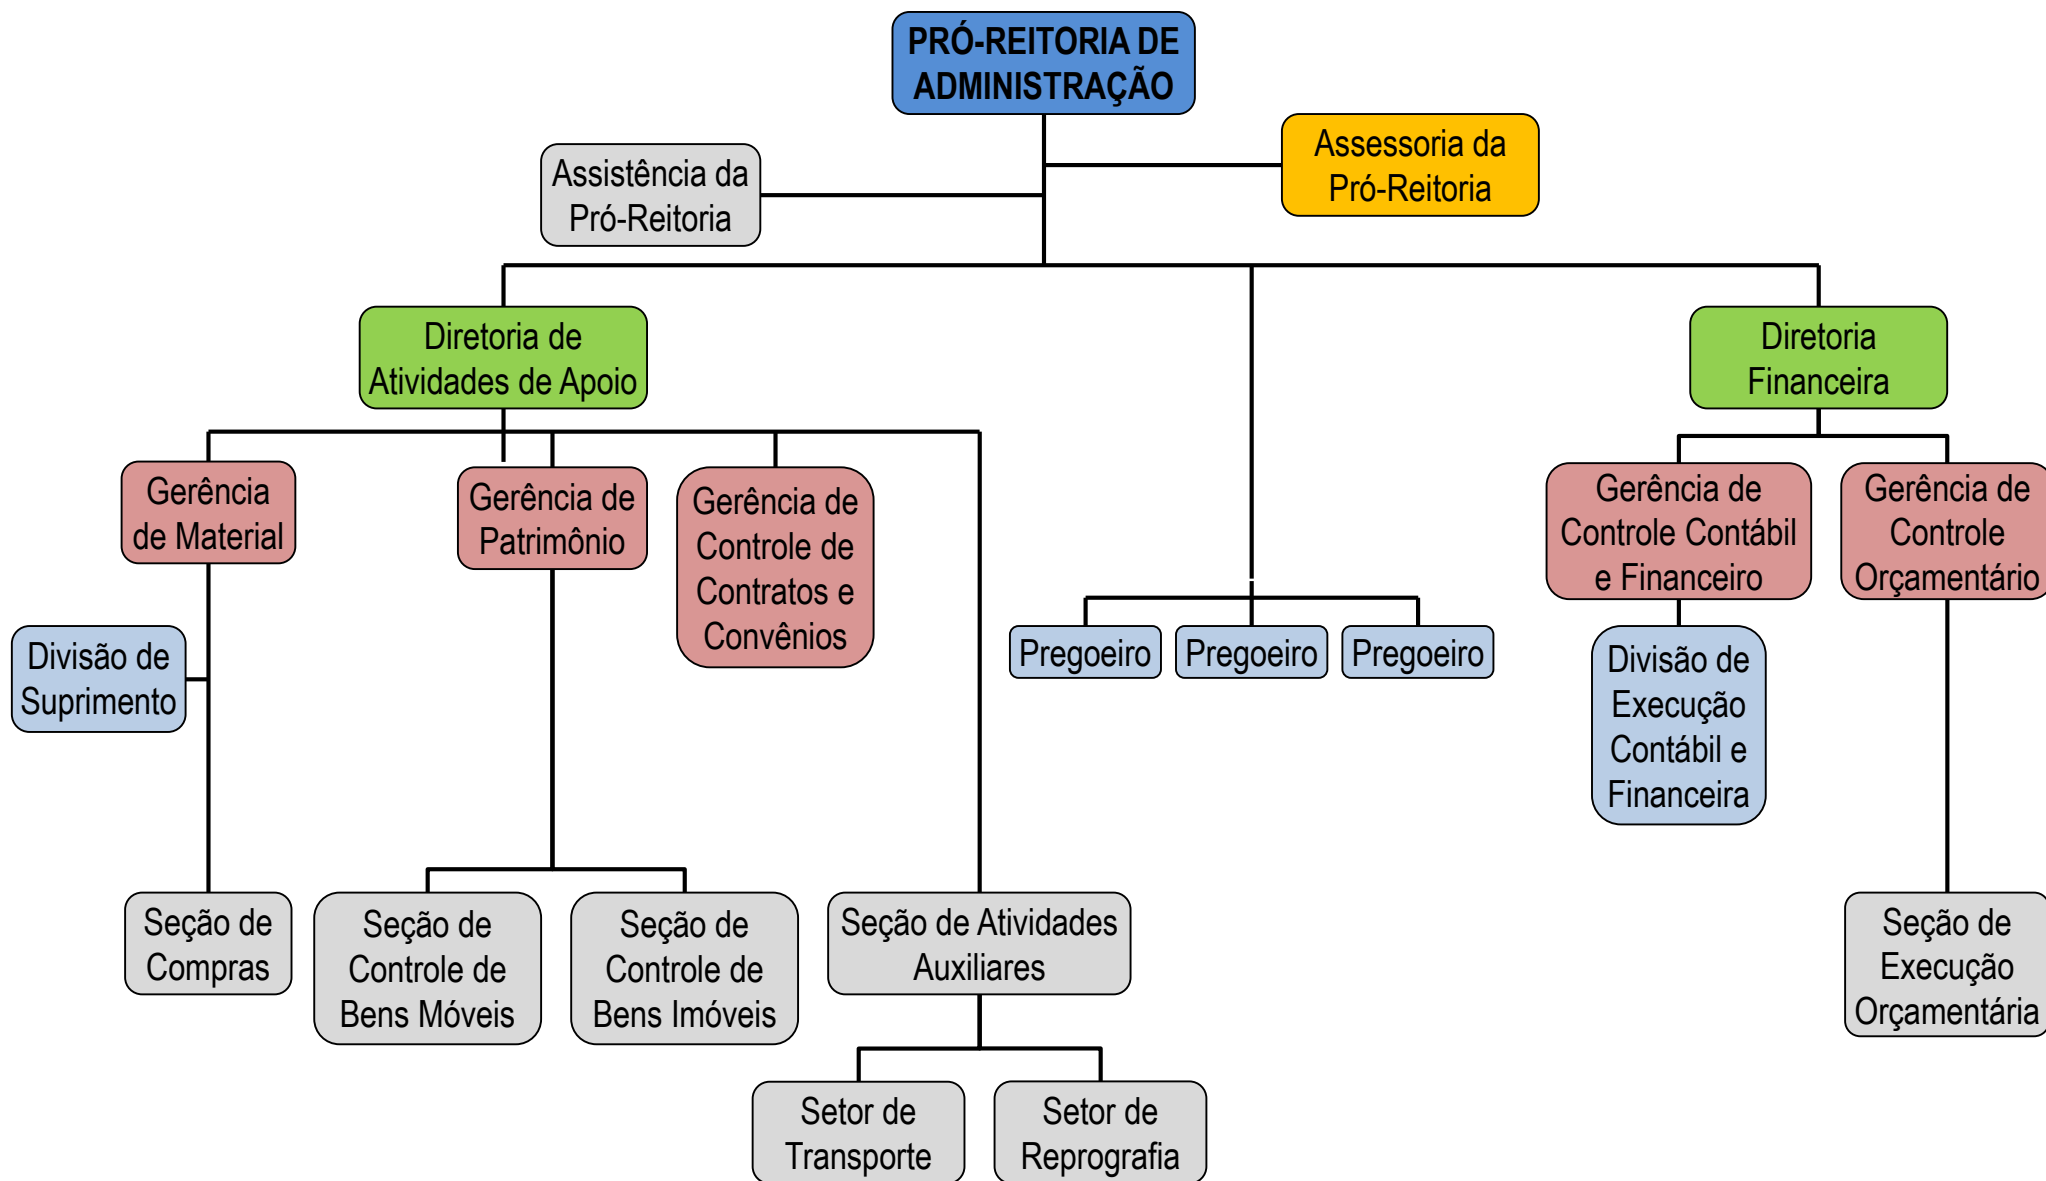 PRÓ-REITORIA DE
ADMINISTRAÇÃO
Assessoria da
Pró-Reitoria
Assistência da
Pró-Reitoria
Diretoria de
Atividades de Apoio
Diretoria
Financeira
Gerência
de Material
Gerência de
Patrimônio
Gerência de
Controle de
Contratos e
Convênios
Gerência de
Controle Contábil
e Financeiro
Gerência de
Controle
Orçamentário
Divisão de
Suprimento
Pregoeiro
Pregoeiro
Pregoeiro
Divisão de
Execução
Contábil e
Financeira
Seção de
Compras
Seção de
Controle de
Bens Móveis
Seção de
Controle de
Bens Imóveis
Seção de Atividades
Auxiliares
Seção de
Execução
Orçamentária
Setor de
Transporte
Setor de
Reprografia